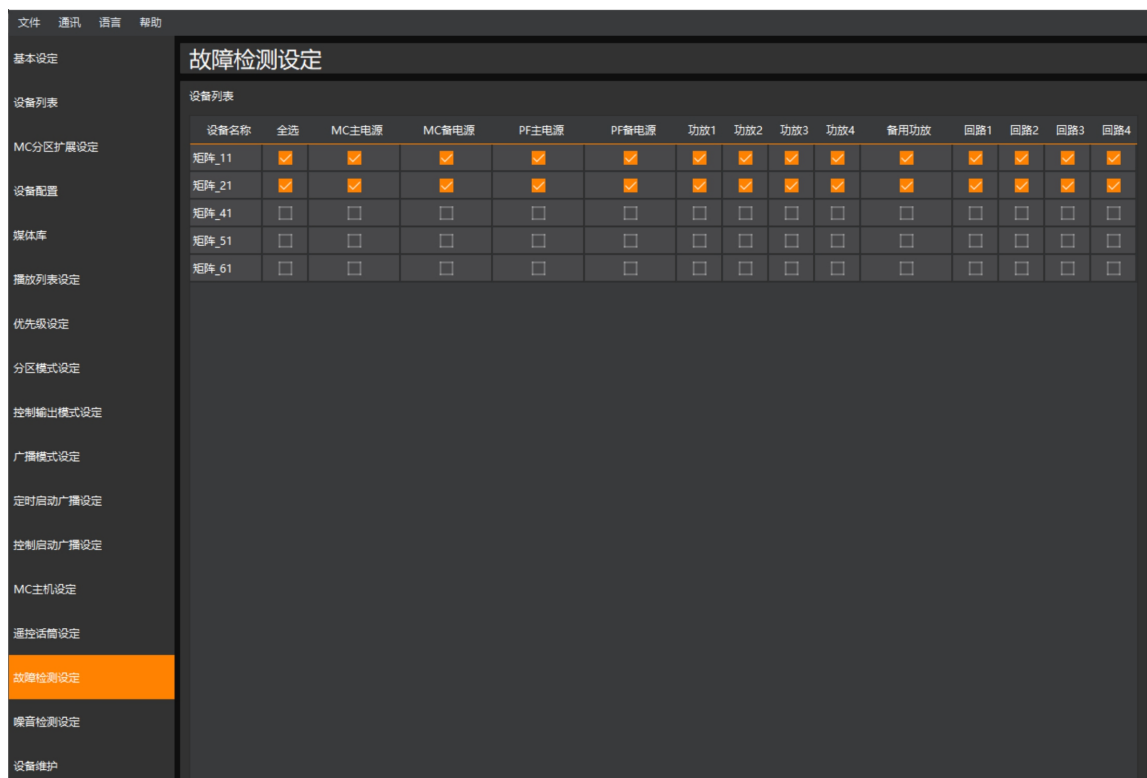 文件 通讯 语言 帮助
基本设定
设备列表
MC分区扩展设定
设备配置
媒体库
播放列表设定
优先级设定
分区模式设定
控制输出模式设定
广播模式设定
定时启动广播设定
控制启动广播设定
MC主机设定
遥控话筒设定
故障检测设定
噪音检测设定
设备维护
故障检测设定
设备列表
设备名称 全选 MC主电源 MC备电源 PF主电源 PF备电源 功放1 功放2 功放3 功放4 备用功放 回路1 回路2 回路3 回路4
矩阵_11
矩阵_21
矩阵_41
矩阵_51
矩阵_61